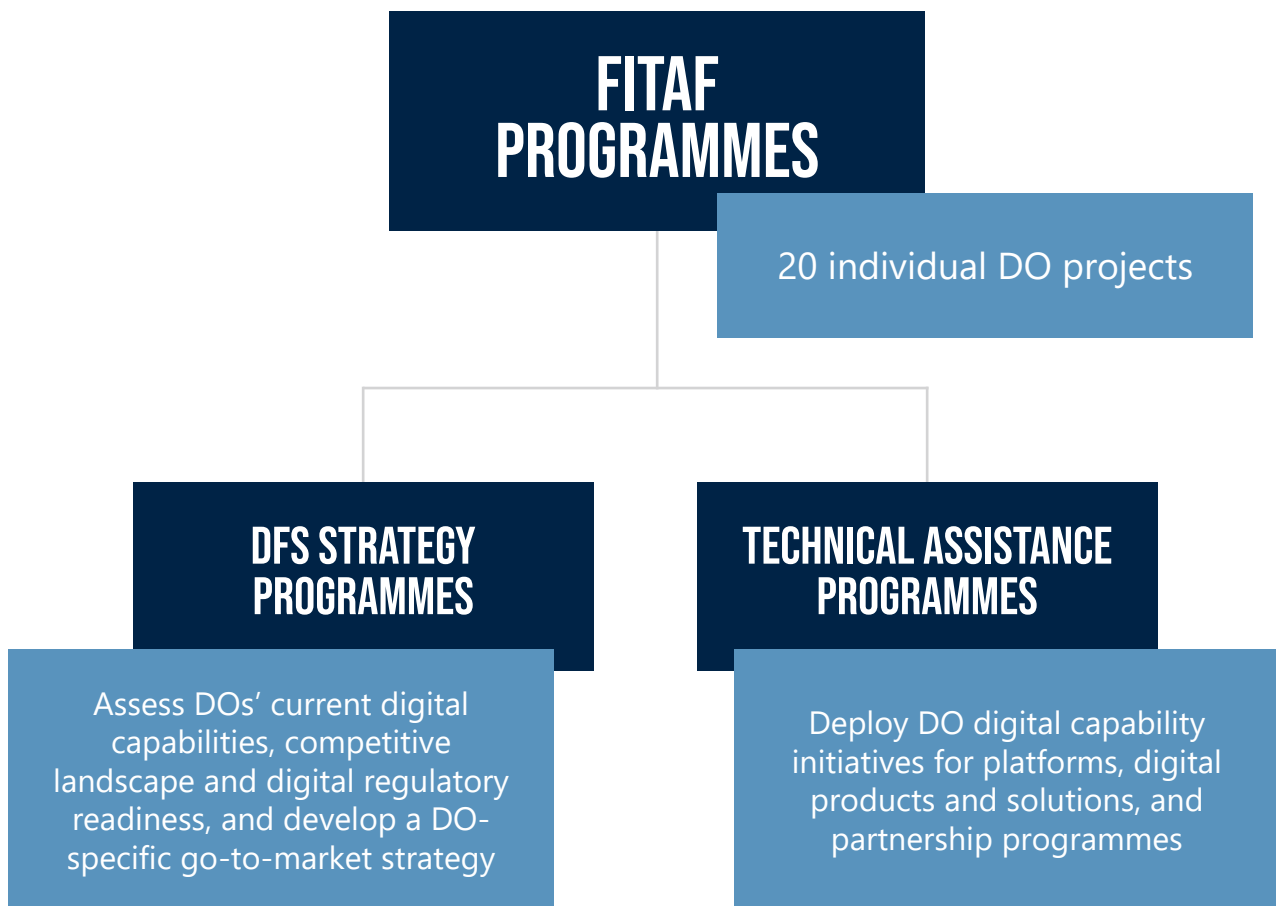 FITAF
PROGRAMMES
20 individual DO projects
DFS STRATEGY
PROGRAMMES
Assess DOs’ current digital
capabilities, competitive
landscape and digital regulatory
readiness, and develop a DO-
specific go-to-market strategy
TECHNICAL ASSISTANCE
PROGRAMMES
Deploy DO digital capability
initiatives for platforms, digital
products and solutions, and
partnership programmes